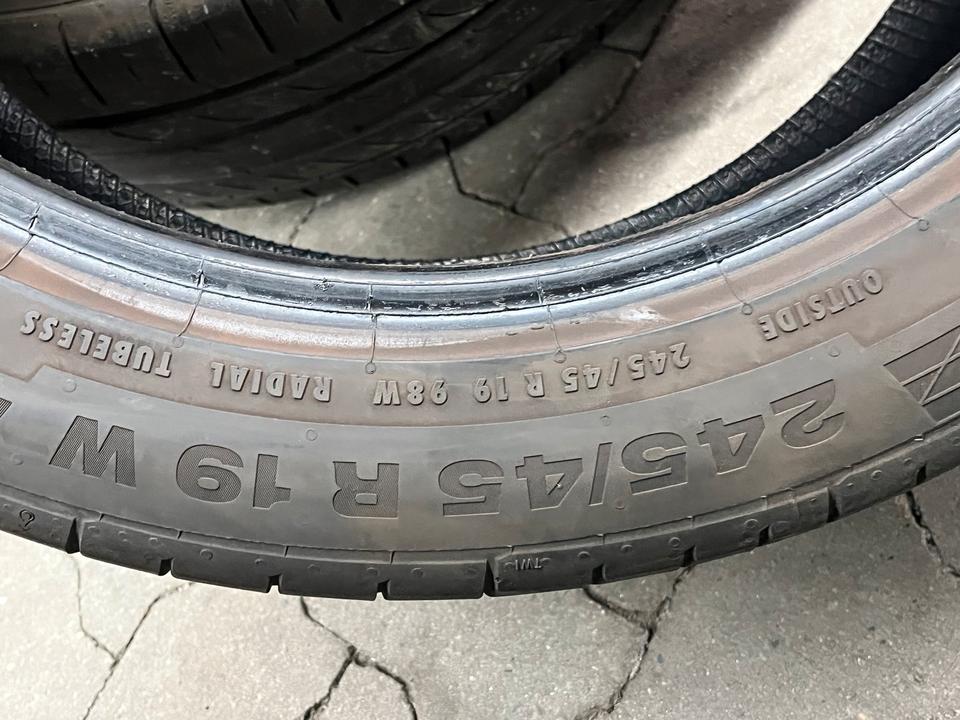 OUTSIDE
245/45 R 19 98W RADIAL TUBELESS
245/45 R 19 W
TWI